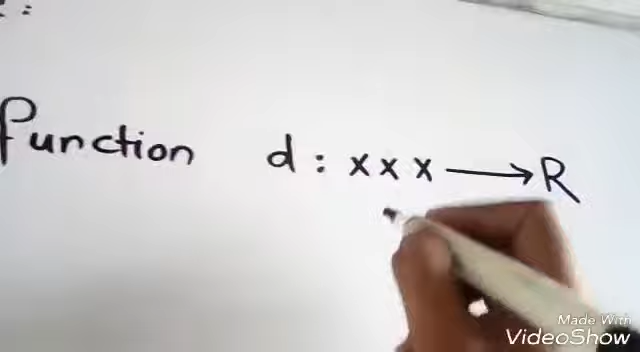 Function d : x x x → R
Made With
VideoShow